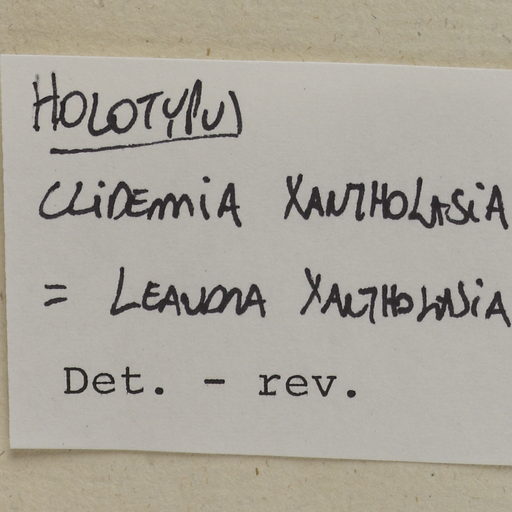 HOLOTYPUS
CLIDEMIA XANTHOLASIA
= LEANDRA XANTHOLASIA
Det. - rev.